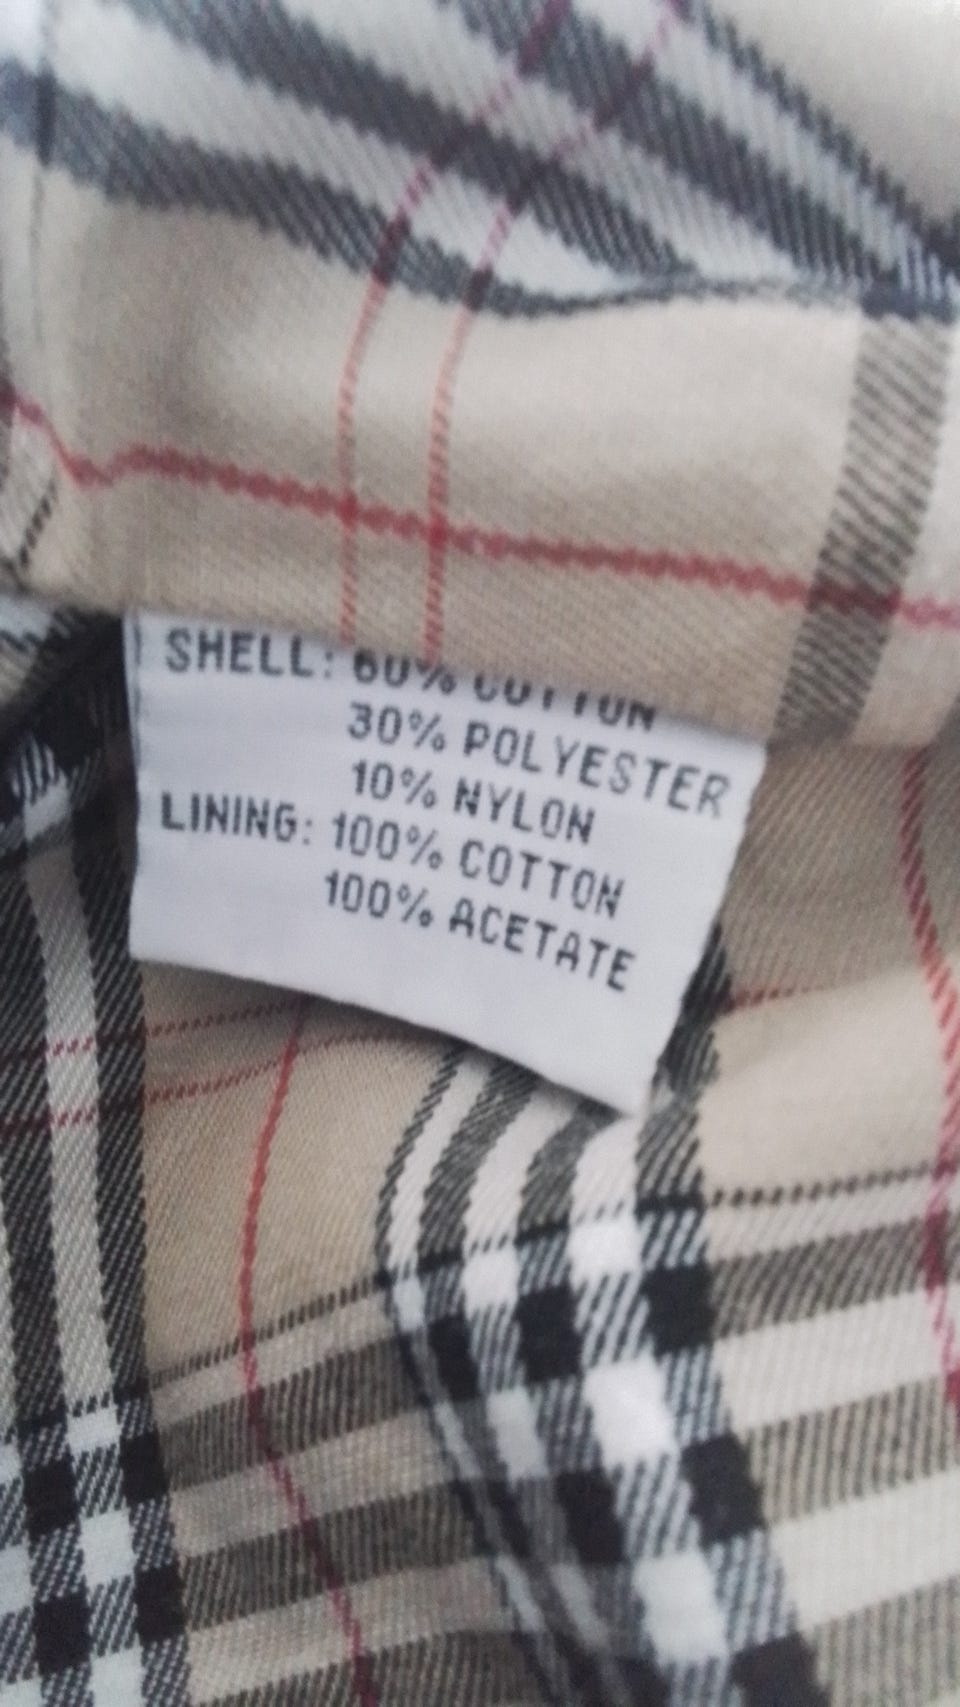 SHELL: 60% COTTON
30% POLYESTER
10% NYLON
LINING: 100% COTTON
100% ACETATE